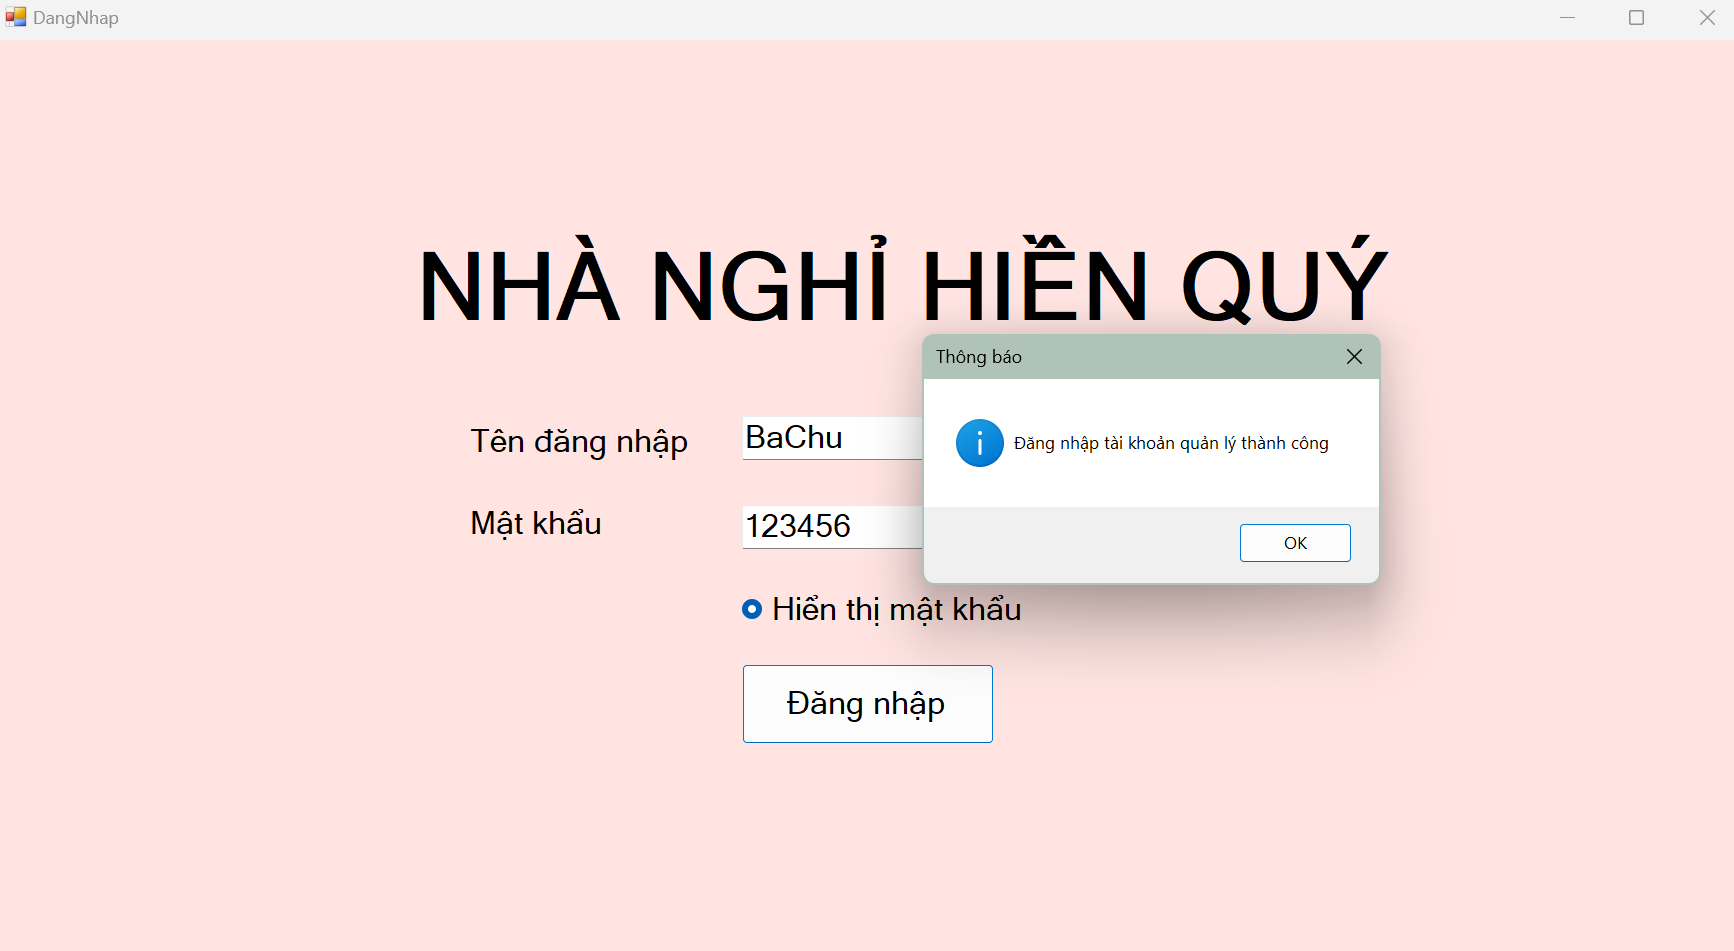 DangNhap
NHÀ NGHỈ HIỀN QUÝ
Thông báo
Đăng nhập tài khoản quản lý thành công
OK
Tên đăng nhập BaChu
Mật khẩu 123456
Hiển thị mật khẩu
Đăng nhập